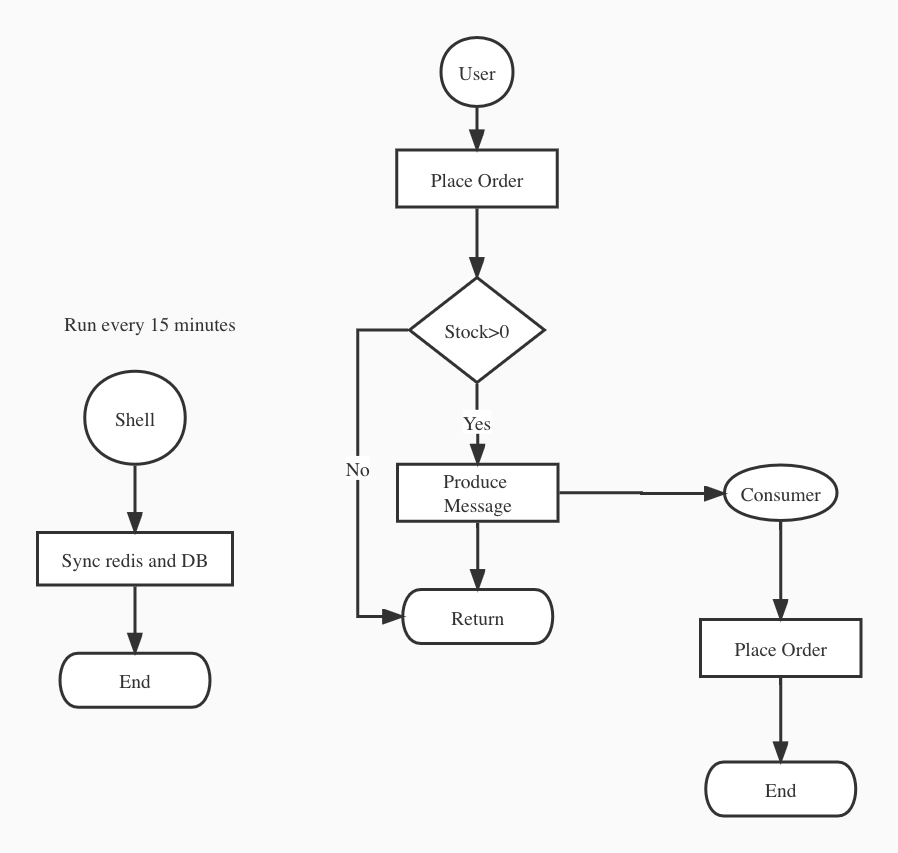 User
Place Order
Stock>0
Run every 15 minutes
Shell
Yes
No
Produce
Message
Consumer
Sync redis and DB
Return
Place Order
End
End